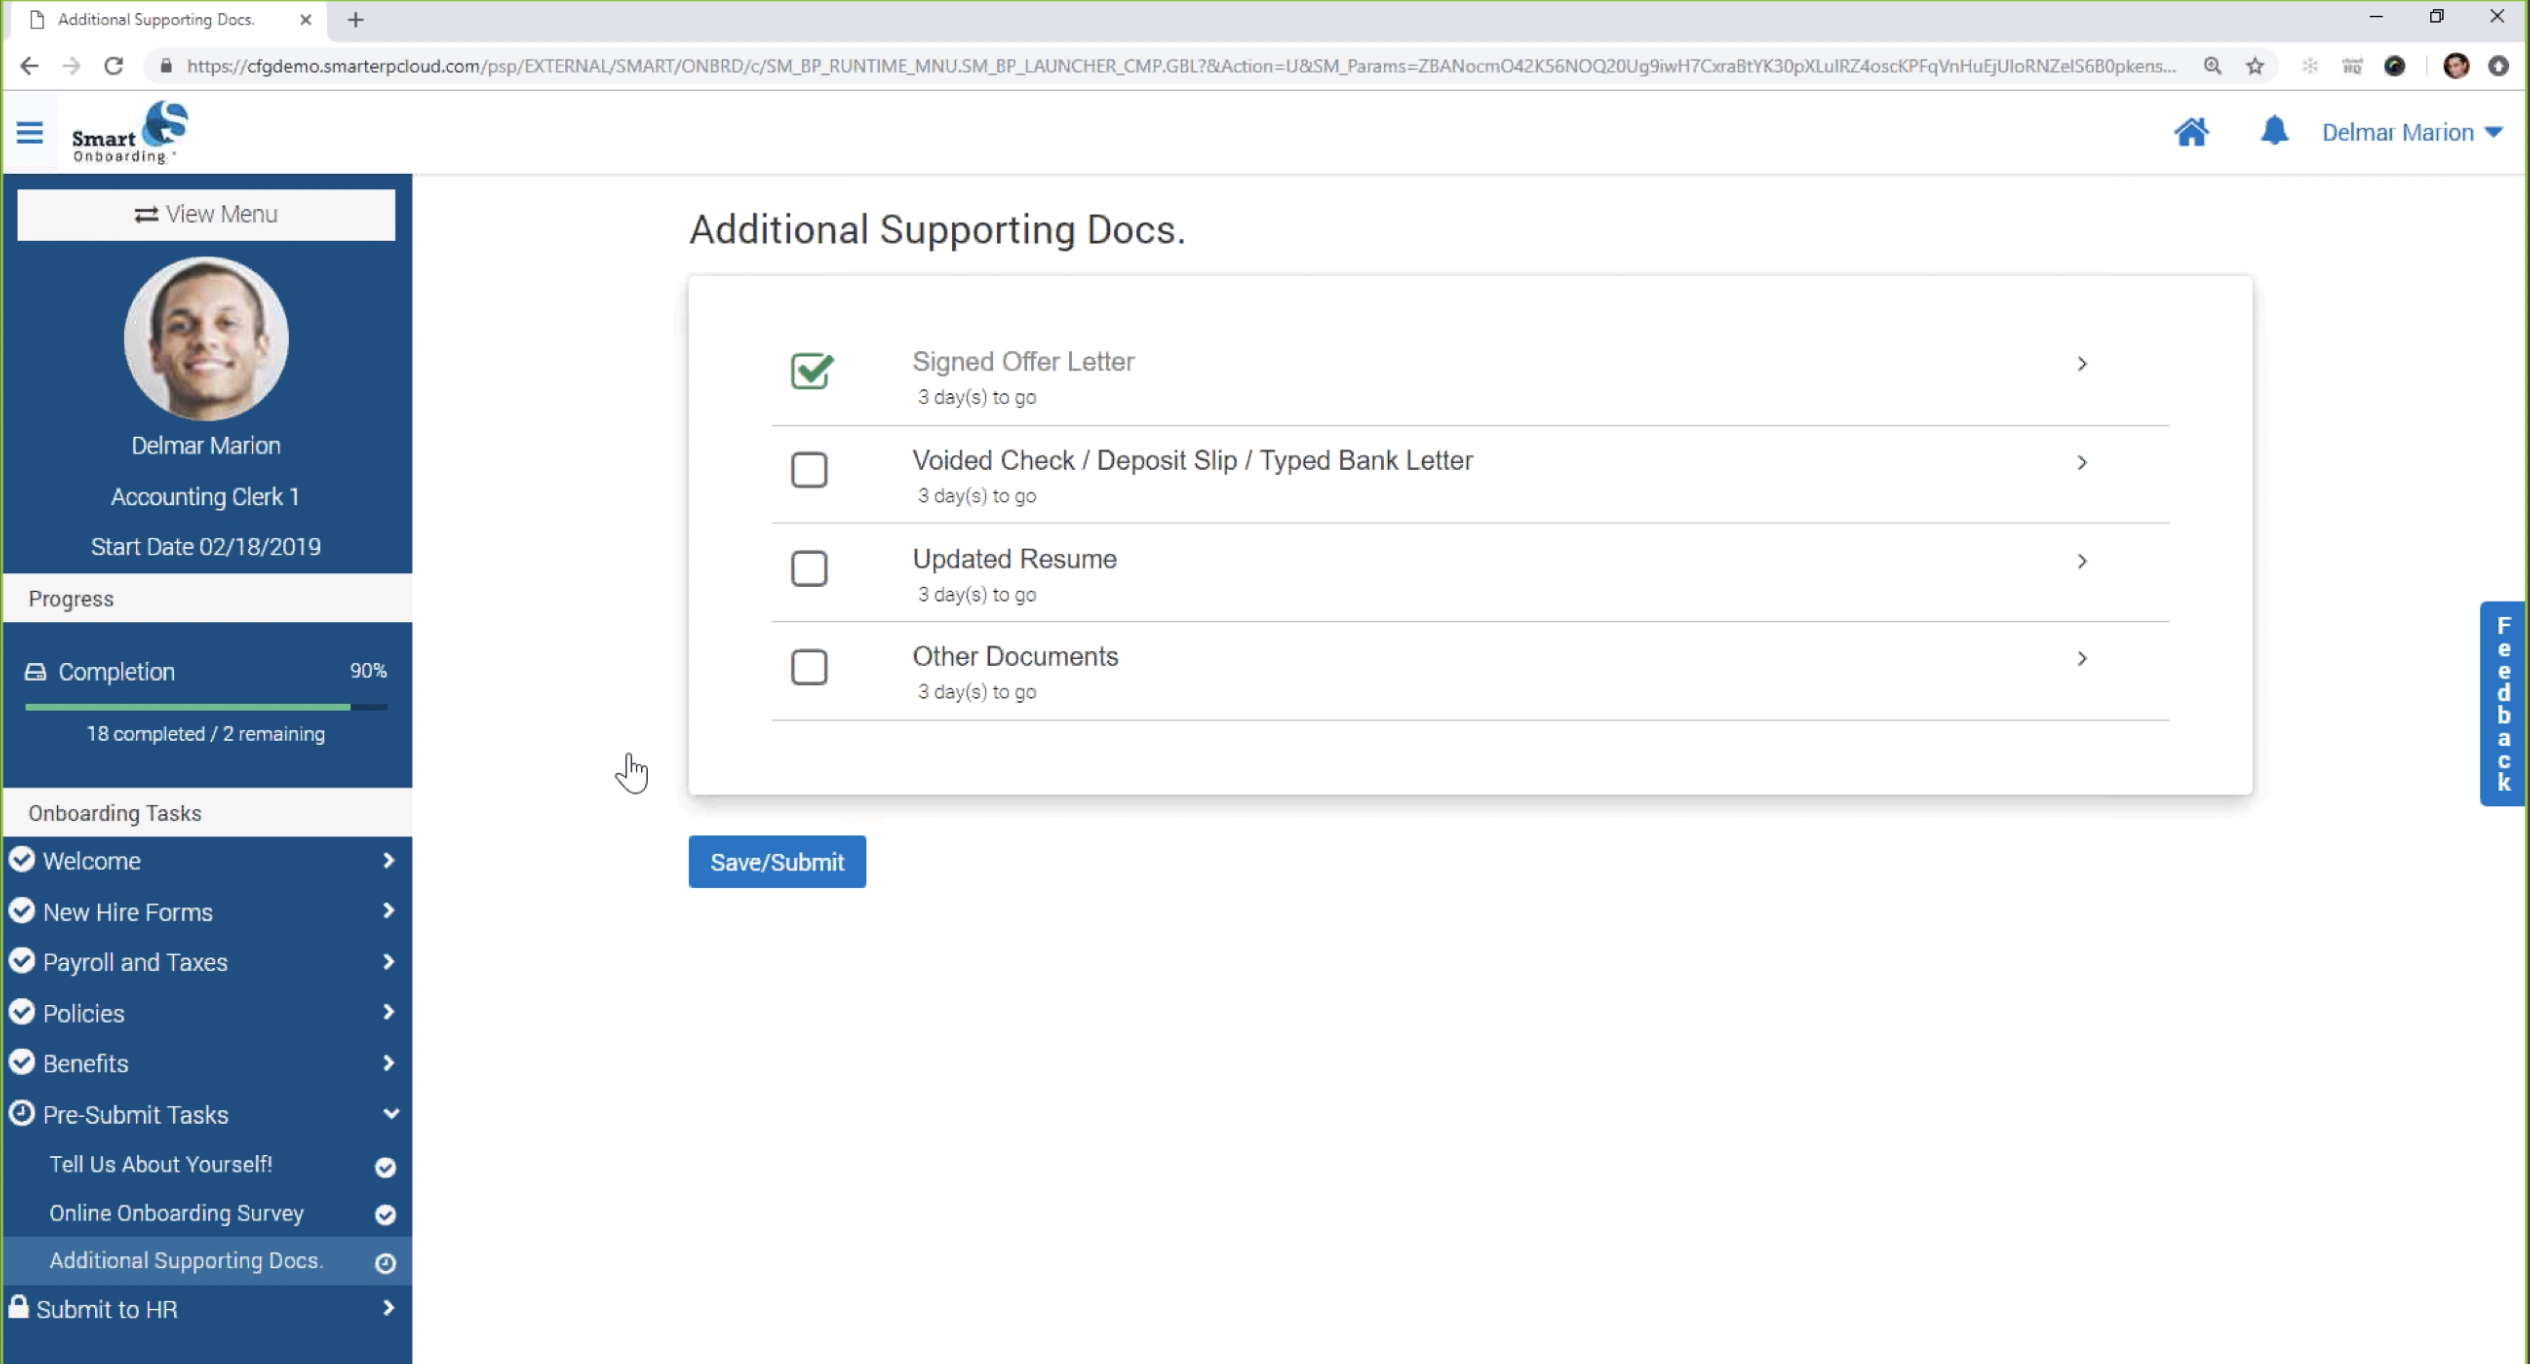 Additional Supporting Docs.
https://cfgdemo.smarterpcloud.com/psp/EXTERNAL/SMART/ONBRD/c/SM_BP_RUNTIME_MNU.SM_BP_LAUNCHER_CMP.GBL?&Action=U&SM_Params=ZBANocmO42K56NOQ20Ug9iwH7CxraBtYK30pXLuIRZ4oscKPFqVnHuEjUIoRNZeIS6B0pkens...
Smart
Onboarding
Delmar Marion
View Menu
Delmar Marion
Accounting Clerk 1
Start Date 02/18/2019
Progress
Completion 90%
18 completed / 2 remaining
Onboarding Tasks
Welcome
New Hire Forms
Payroll and Taxes
Policies
Benefits
Pre-Submit Tasks
Tell Us About Yourself!
Online Onboarding Survey
Additional Supporting Docs.
Submit to HR
Additional Supporting Docs.
Signed Offer Letter
3 day(s) to go
Voided Check / Deposit Slip / Typed Bank Letter
3 day(s) to go
Updated Resume
3 day(s) to go
Other Documents
3 day(s) to go
Save/Submit
Feedback